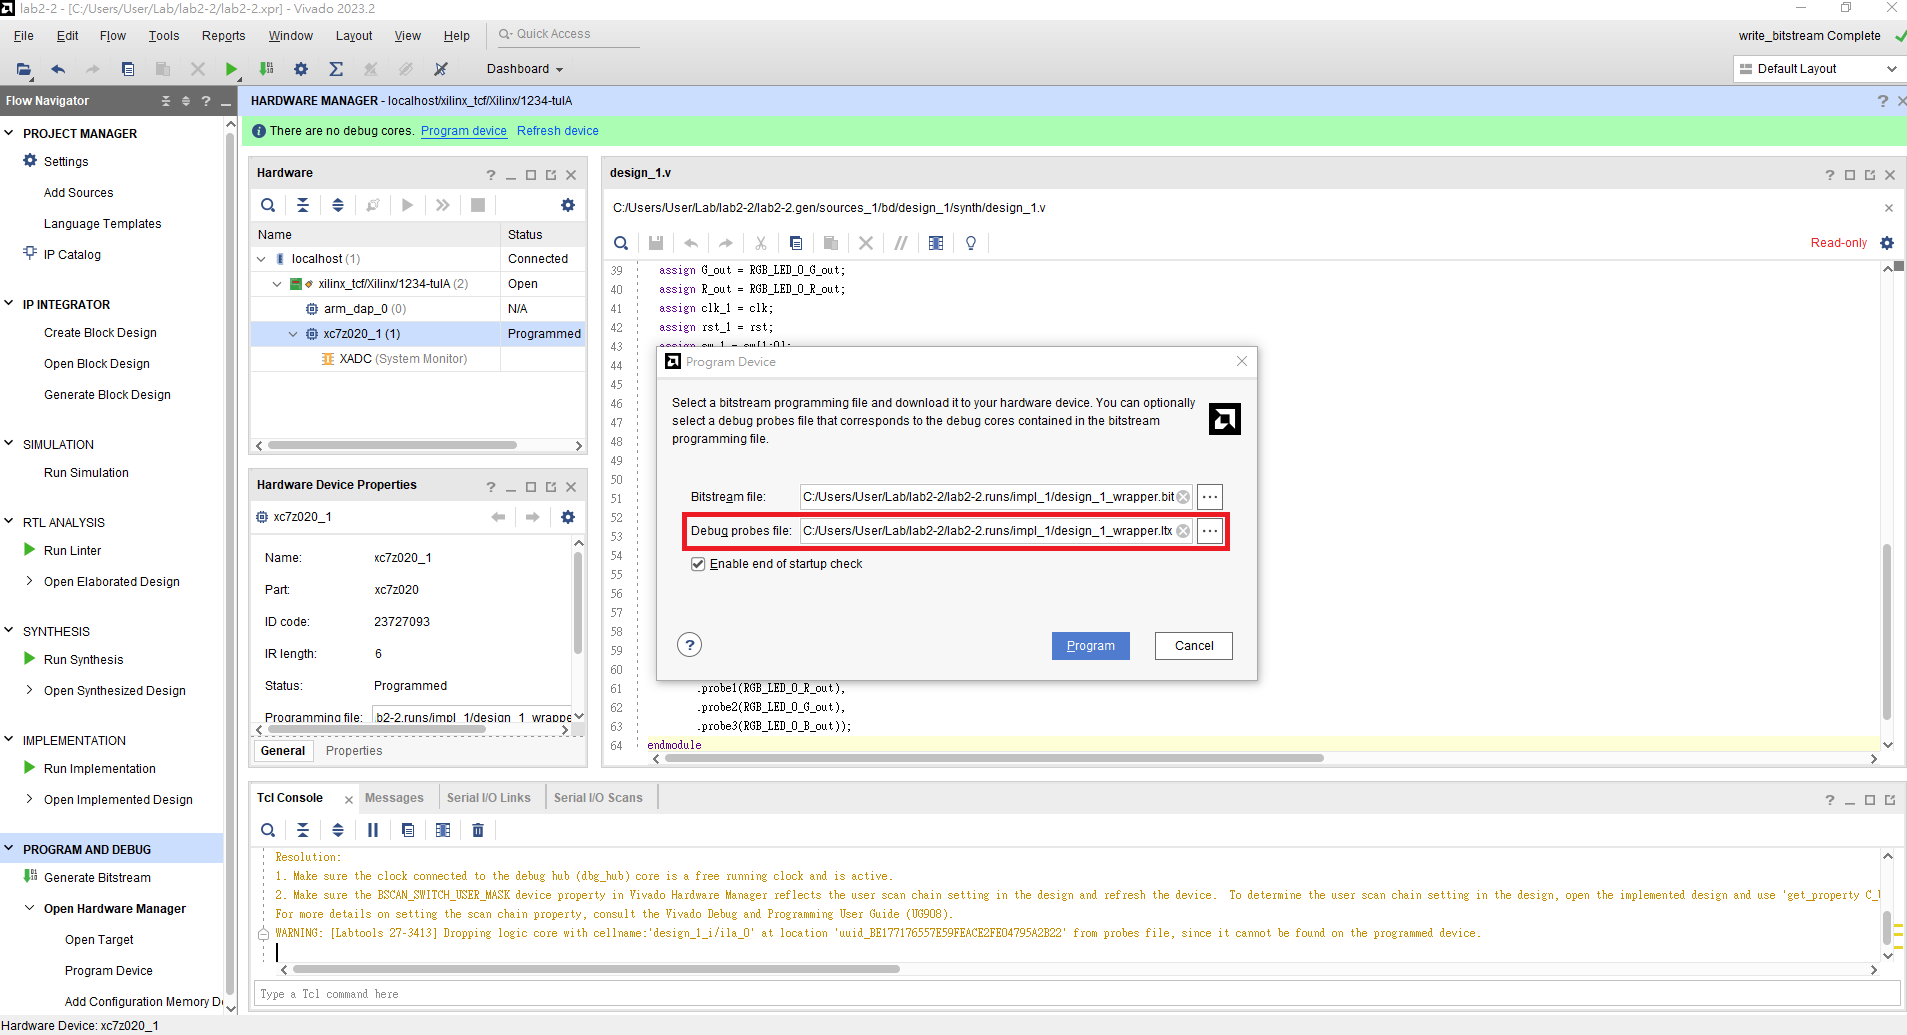 lab2-2 - [C:/Users/User/Lab/lab2-2/lab2-2.xpr] - Vivado 2023.2
File Edit Flow Tools Reports Window Layout View Help Quick Access
write_bitstream Complete
Dashboard
Default Layout
Flow Navigator
PROJECT MANAGER
Settings
Add Sources
Language Templates
IP Catalog
IP INTEGRATOR
Create Block Design
Open Block Design
Generate Block Design
SIMULATION
Run Simulation
RTL ANALYSIS
Run Linter
Open Elaborated Design
SYNTHESIS
Run Synthesis
Open Synthesized Design
IMPLEMENTATION
Run Implementation
Open Implemented Design
PROGRAM AND DEBUG
Generate Bitstream
Open Hardware Manager
Open Target
Program Device
Add Configuration Memory De
HARDWARE MANAGER - localhost/xilinx_tcf/Xilinx/1234-tulA
There are no debug cores. Program device Refresh device
Hardware
Name Status
localhost (1) Connected
xilinx_tcf/Xilinx/1234-tulA (2) Open
arm_dap_0 (0) N/A
xc7z020_1 (1) Programmed
XADC (System Monitor)
Hardware Device Properties
xc7z020_1
Name: xc7z020_1
Part: xc7z020
ID code: 23727093
IR length: 6
Status: Programmed
Programming file: .b2-2.runs/impl_1/design_1_wrappe
General Properties
design_1.v
C:/Users/User/Lab/lab2-2/lab2-2.gen/sources_1/bd/design_1/synth/design_1.v
Read-only
39 assign G_out = RGB_LED_0_G_out;
40 assign R_out = RGB_LED_0_R_out;
41 assign clk_1 = clk;
42 assign rst_1 = rst;
43 assign sw_1 = sw[1:0];
44
45
46
47
48
49
50
51
52
53
54
55
56
57
58
59
60
61 .probe1(RGB_LED_0_R_out),
62 .probe2(RGB_LED_0_G_out),
63 .probe3(RGB_LED_0_B_out));
64 endmodule
Program Device
Select a bitstream programming file and download it to your hardware device. You can optionally
select a debug probes file that corresponds to the debug cores contained in the bitstream
programming file.
Bitstream file: C:/Users/User/Lab/lab2-2/lab2-2.runs/impl_1/design_1_wrapper.bit
Debug probes file: C:/Users/User/Lab/lab2-2/lab2-2.runs/impl_1/design_1_wrapper.ltx
Enable end of startup check
Program Cancel
Tcl Console Messages Serial I/O Links Serial I/O Scans
Resolution:
1. Make sure the clock connected to the debug hub (dbg_hub) core is a free running clock and is active.
2. Make sure the BSCAN_SWITCH_USER_MASK device property in Vivado Hardware Manager reflects the user scan chain setting in the design and refresh the device. To determine the user scan chain setting in the design, open the implemented design and use 'get_property C_U
For more details on setting the scan chain property, consult the Vivado Debug and Programming User Guide (UG908).
WARNING: [Labtools 27-3413] Dropping logic core with cellname:'design_1_i/ila_0' at location 'uuid_BE177176557E59FEACE2FE04795A2B22' from probes file, since it cannot be found on the programmed device.
Type a Tcl command here
Hardware Device: xc7z020_1